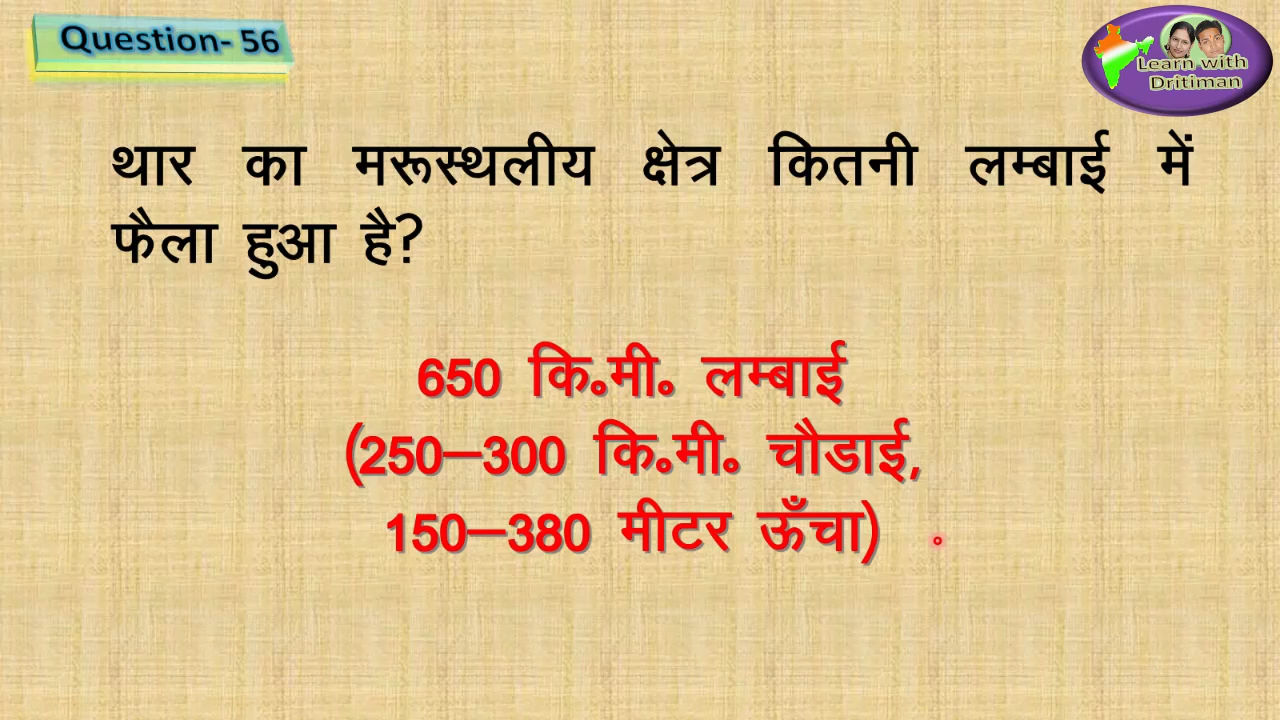 Question- 56
Learn with
Dritiman
थार का मरूस्थलीय क्षेत्र कितनी लम्बाई में
फैला हुआ है?
650 कि॰मी॰ लम्बाई
(250–300 कि॰मी॰ चौडाई,
150–380 मीटर ऊँचा)